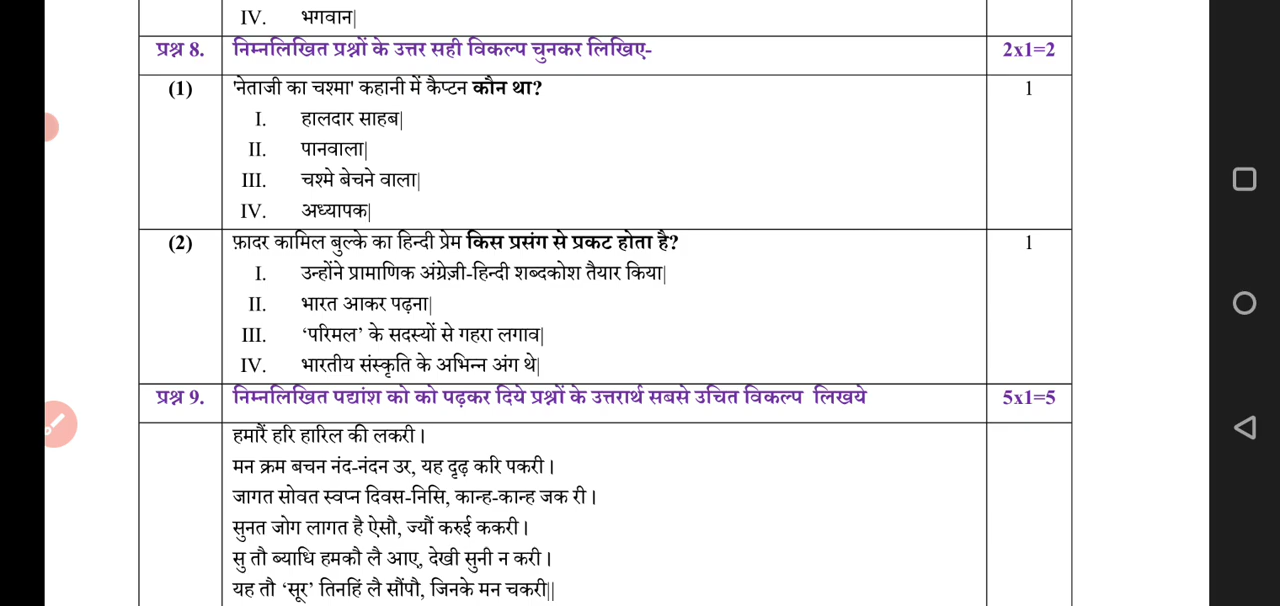 IV. भगवान|
प्रश्न 8. निम्नलिखित प्रश्नों के उत्तर सही विकल्प चुनकर लिखिए- 2x1=2
(1) 'नेताजी का चश्मा' कहानी में कैप्टन कौन था? 1
I. हालदार साहब|
II. पानवाला|
III. चश्मे बेचने वाला|
IV. अध्यापक|
(2) फ़ादर कामिल बुल्के का हिन्दी प्रेम किस प्रसंग से प्रकट होता है? 1
I. उन्होंने प्रामाणिक अंग्रेज़ी-हिन्दी शब्दकोश तैयार किया|
II. भारत आकर पढ़ना|
III. ‘परिमल’ के सदस्यों से गहरा लगाव|
IV. भारतीय संस्कृति के अभिन्न अंग थे|
प्रश्न 9. निम्नलिखित पद्यांश को को पढ़कर दिये प्रश्नों के उत्तरार्थ सबसे उचित विकल्प लिखये 5x1=5
हमारैं हरि हारिल की लकरी।
मन क्रम बचन नंद-नंदन उर, यह दृढ़ करि पकरी।
जागत सोवत स्वप्न दिवस-निसि, कान्ह-कान्ह जक री।
सुनत जोग लागत है ऐसौ, ज्यौं करुई ककरी।
सु तौ ब्याधि हमकौ लै आए, देखी सुनी न करी।
यह तौ ‘सूर’ तिनहिं लै सौंपौ, जिनके मन चकरी||